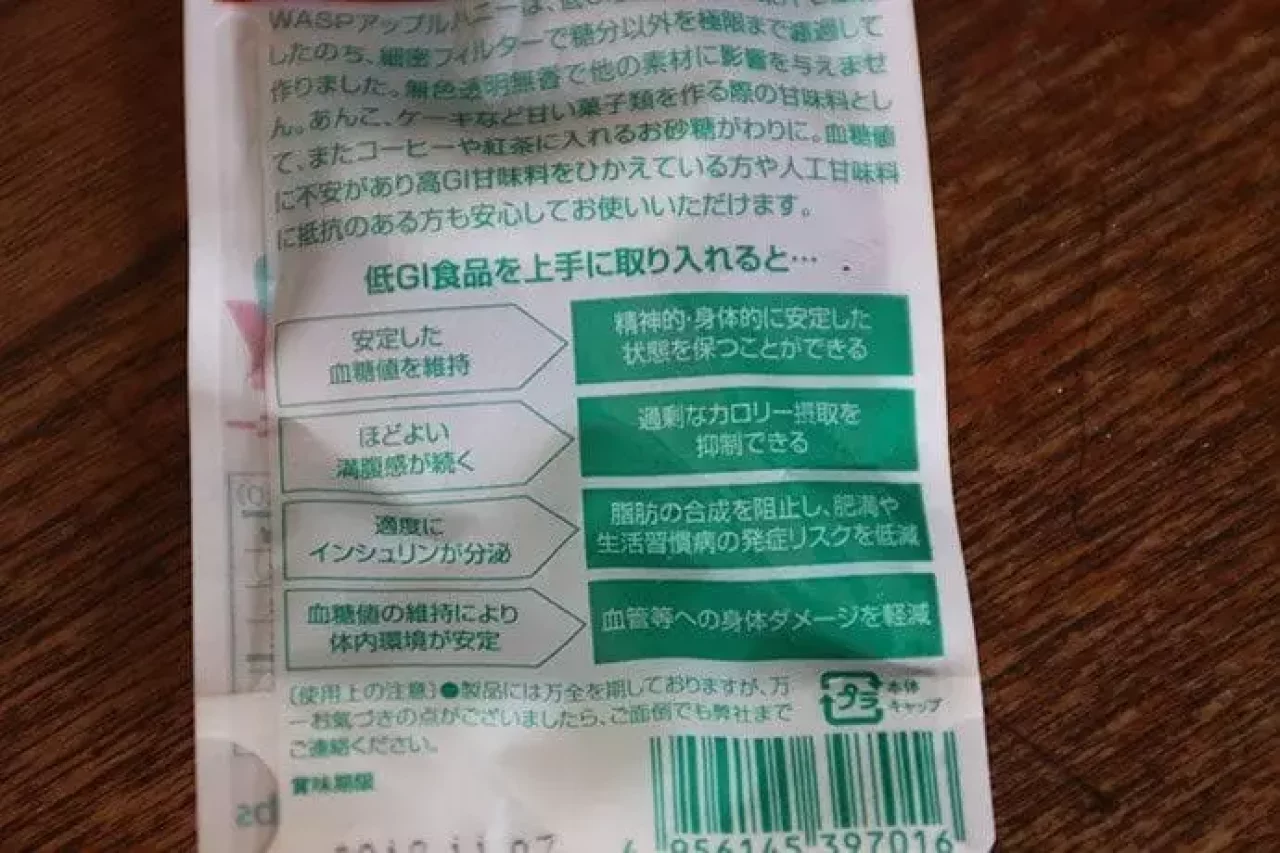 WASPアップルハニーは、低
したのち、細密フィルターで糖分以外を極限まで濾過して
作りました。無色透明無香で他の素材に影響を与えませ
ん。あんこ、ケーキなど甘い菓子類を作る際の甘味料とし
て、またコーヒーや紅茶に入れるお砂糖がわりに。血糖値
に不安があり高GI甘味料をひかえている方や人工甘味料
に抵抗のある方も安心してお使いいただけます。
低GI食品を上手に取り入れると…
安定した
血糖値を維持
精神的・身体的に安定した
状態を保つことができる
ほどよい
満腹感が続く
過剰なカロリー摂取を
抑制できる
適度に
インシュリンが分泌
脂肪の合成を阻止し、肥満や
生活習慣病の発症リスクを低減
血糖値の維持により
体内環境が安定
血管等への身体ダメージを軽減
〔使用上の注意〕●製品には万全を期しておりますが、万
一お氣づきの点がございましたら、ご面倒でも弊社まで
ご連絡ください。
プラ
本体
キャップ
賞味期限
2019.11.07
4 956145 397016